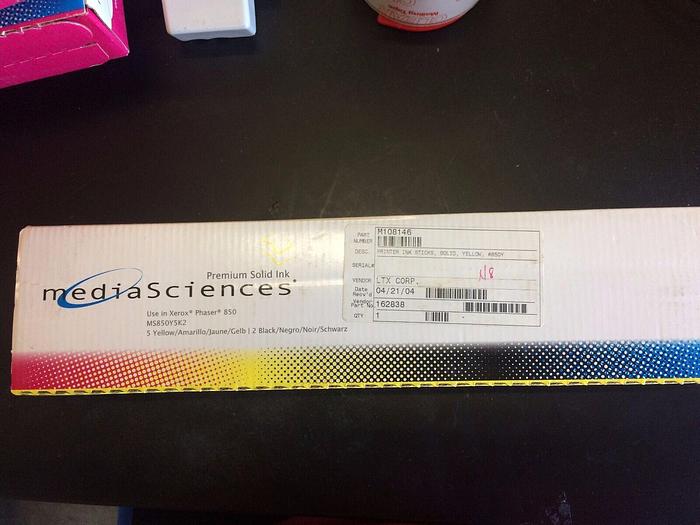 Premium Solid Ink
mediaSciences
Use in Xerox® Phaser® 850
MS850Y5K2
5 Yellow/Amarillo/Jaune/Gelb | 2 Black/Negro/Noir/Schwarz
PART NUMBER M108146
DESC. PRINTER INK STICKS, SOLID, YELLOW, #850Y
SERIAL#
N8
VENDOR LTX CORP.
Date Recv'd 04/21/04
Vendor Part No 162838
QTY 1